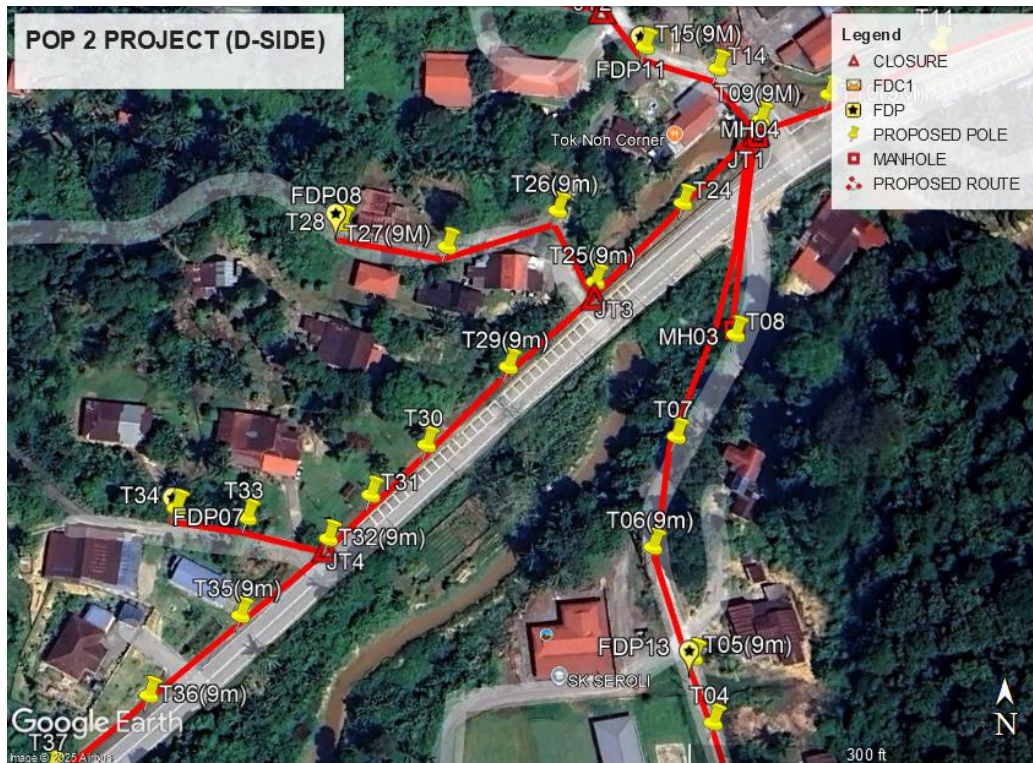 POP 2 PROJECT (D-SIDE)
T15(9M)
T11
Legend
CLOSURE
FDC1
FDP
PROPOSED POLE
MANHOLE
PROPOSED ROUTE
FDP11
T14
T09(9M)
MH04
JT1
Tok Noh Corner
T24
T26(9m)
FDP08
T28
T27(9M)
T25(9m)
JT3
T08
MH03
T29(9m)
T30
T07
T31
T34
T33
FDP07
T32(9m)
JT4
T06(9m)
T35(9m)
FDP13
T05(9m)
SK SEROLI
T36(9m)
T04
T37
N
Google Earth
Image © 2025 Airbus
300 ft